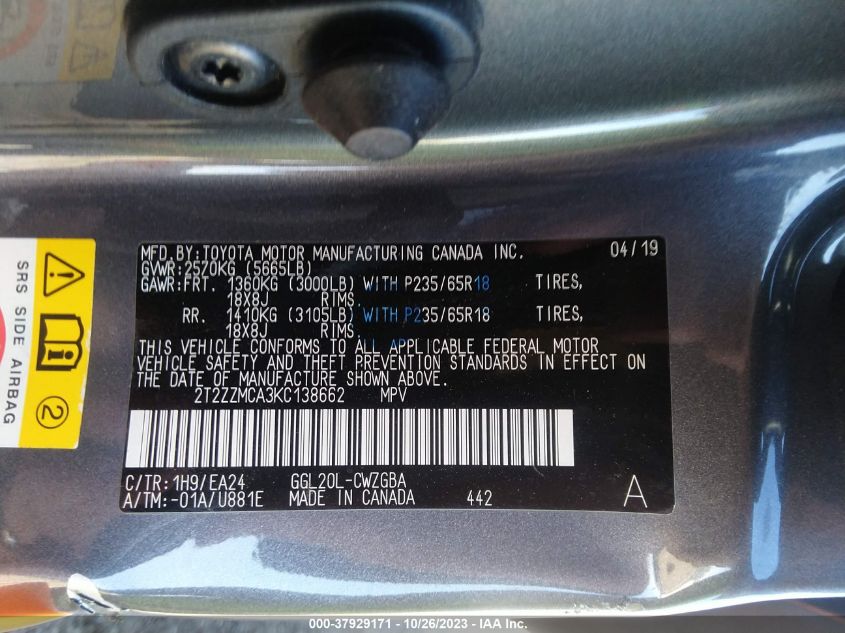 MFD.BY:TOYOTA MOTOR MANUFACTURING CANADA INC. 04/19
GVWR:2570KG (5665LB)
GAWR:FRT. 1360KG (3000LB) WITH P235/65R18 TIRES,
18X8J RIMS.
RR. 1410KG (3105LB) WITH P235/65R18 TIRES,
18X8J RIMS.
THIS VEHICLE CONFORMS TO ALL APPLICABLE FEDERAL MOTOR
VEHICLE SAFETY AND THEFT PREVENTION STANDARDS IN EFFECT ON
THE DATE OF MANUFACTURE SHOWN ABOVE.
2T2ZZMCA3KC138662 MPV
C/TR:1H9/EA24 GGL20L-CWZGBA
A/TM:-01A/U881E MADE IN CANADA 442 A
SRS SIDE AIRBAG
2
000-37929171 - 10/26/2023 - IAA Inc.